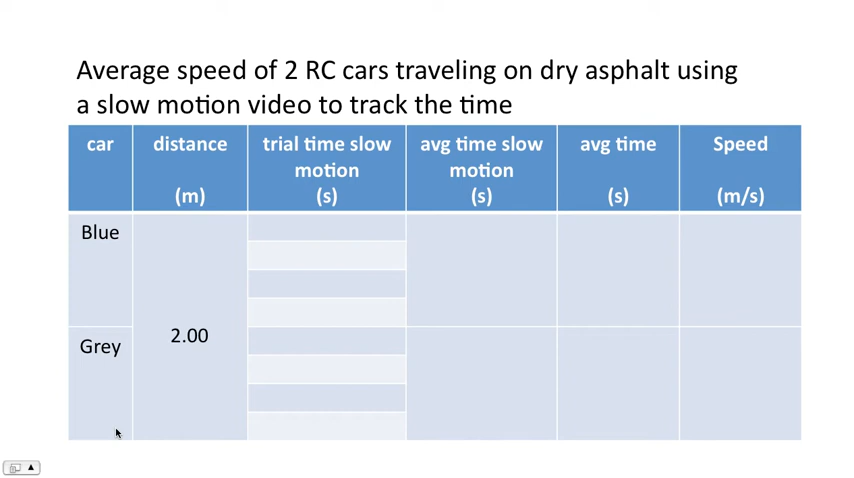 Average speed of 2 RC cars traveling on dry asphalt using
a slow motion video to track the time
car
distance
(m)
trial time slow
motion
(s)
avg time slow
motion
(s)
avg time
(s)
Speed
(m/s)
Blue
2.00
Grey